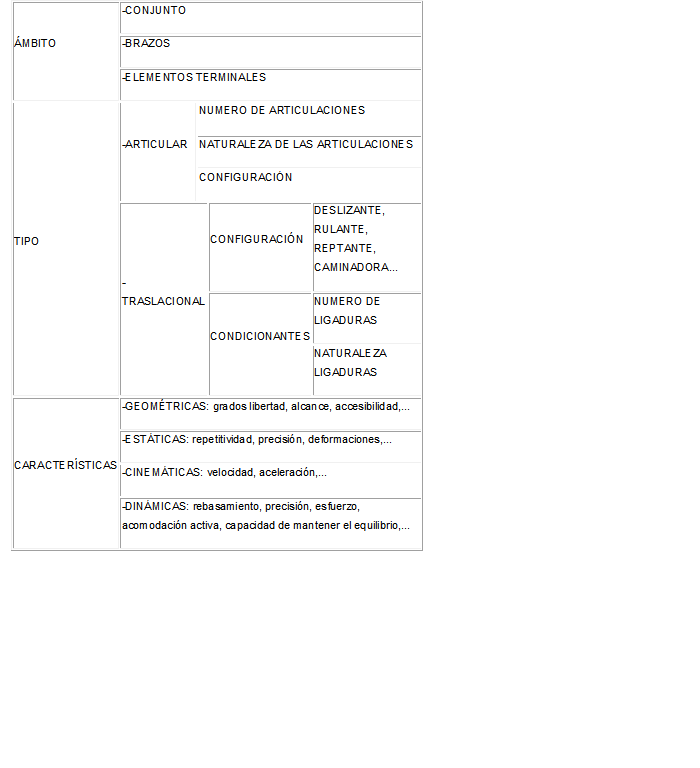 ÁMBITO
-CONJUNTO
-BRAZOS
-ELEMENTOS TERMINALES
TIPO
-ARTICULAR
NUMERO DE ARTICULACIONES
NATURALEZA DE LAS ARTICULACIONES
CONFIGURACIÓN
-
TRASLACIONAL
CONFIGURACIÓN
DESLIZANTE,
RULANTE,
REPTANTE,
CAMINADORA...
CONDICIONANTES
NUMERO DE
LIGADURAS
NATURALEZA
LIGADURAS
CARACTERÍSTICAS
-GEOMÉTRICAS: grados libertad, alcance, accesibilidad,...
-ESTÁTICAS: repetitividad, precisión, deformaciones,...
-CINEMÁTICAS: velocidad, aceleración,...
-DINÁMICAS: rebasamiento, precisión, esfuerzo,
acomodación activa, capacidad de mantener el equilibrio,...